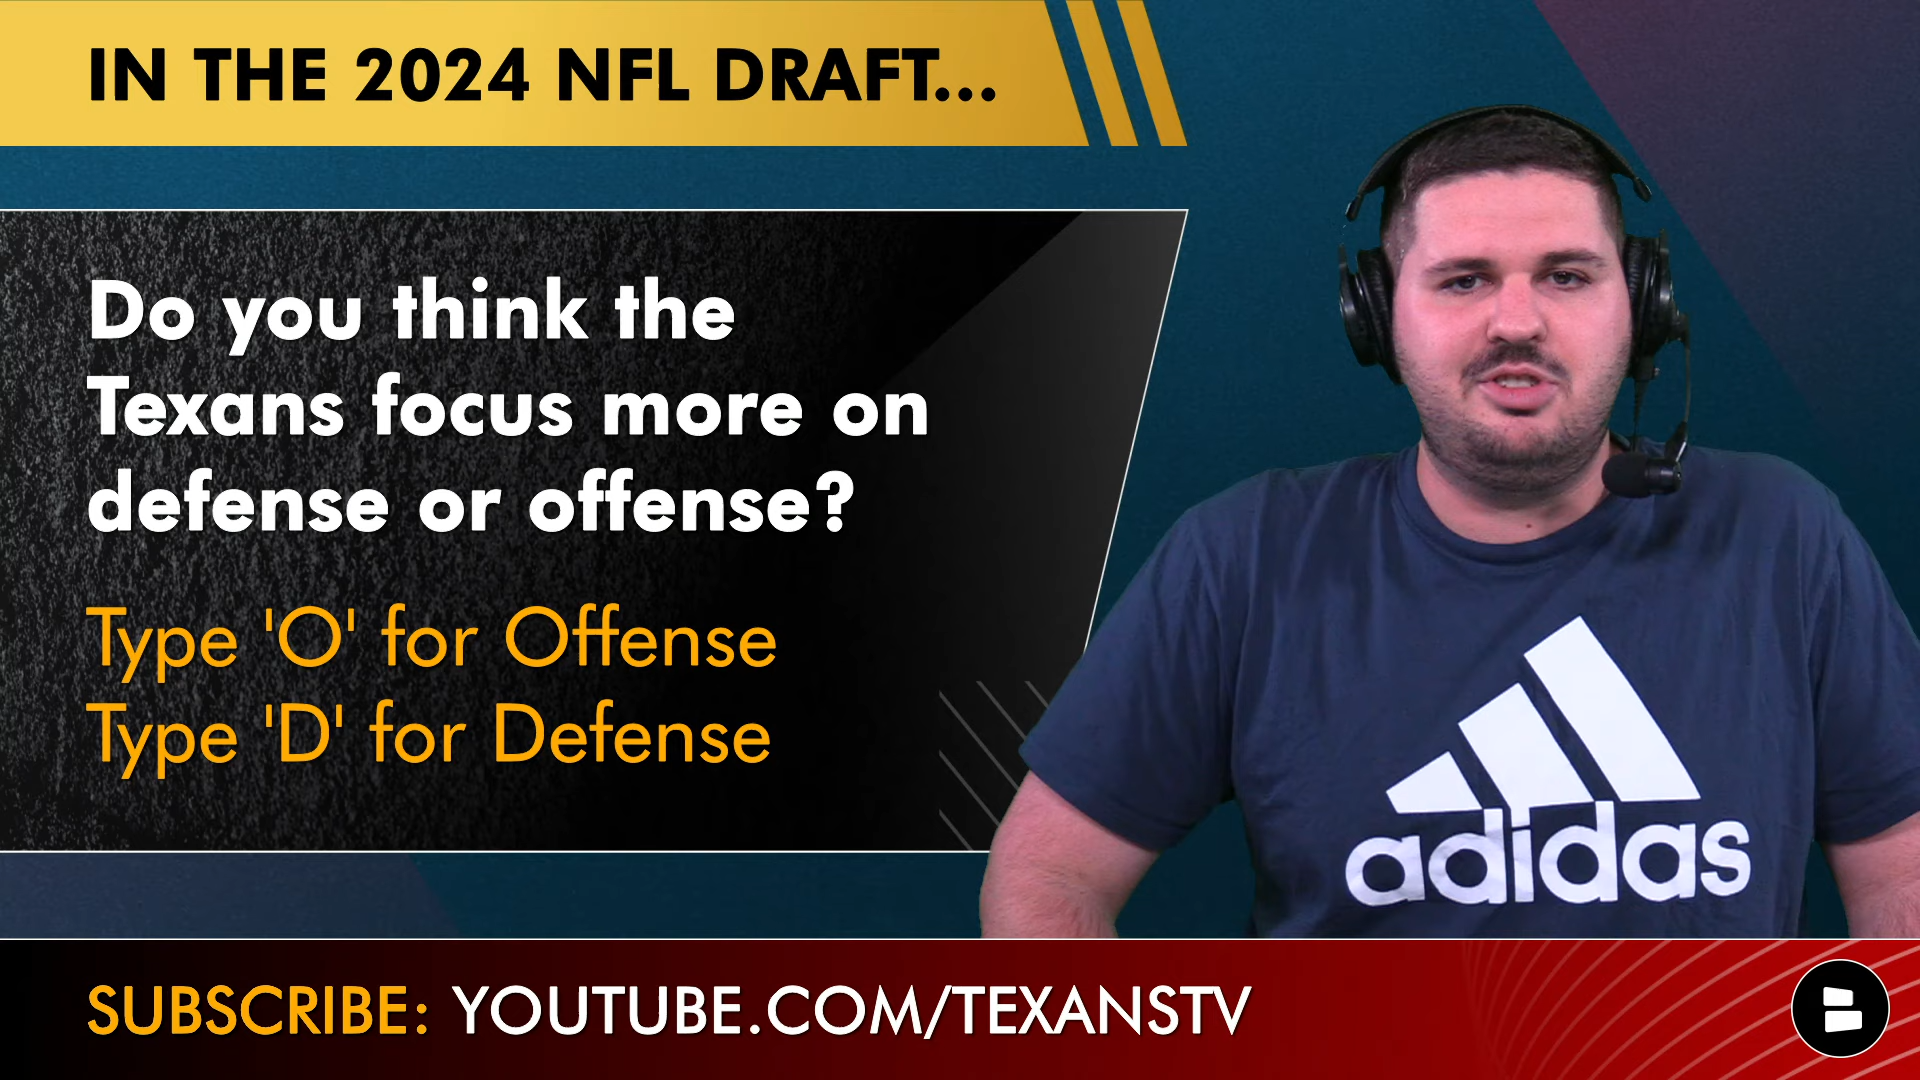 IN THE 2024 NFL DRAFT...
Do you think the
Texans focus more on
defense or offense?
Type 'O' for Offense
Type 'D' for Defense
adidas
SUBSCRIBE: YOUTUBE.COM/TEXANSTV